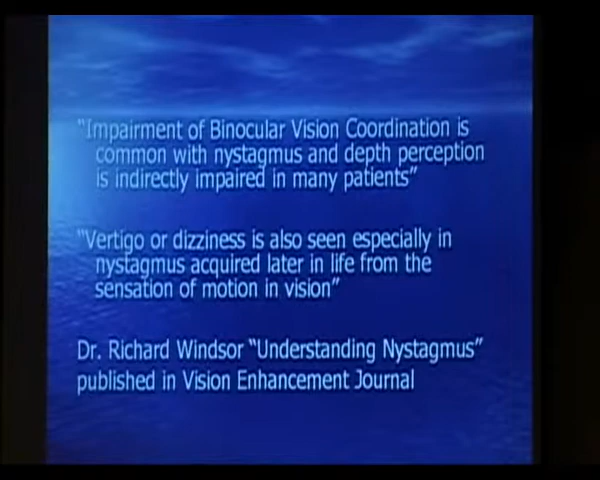 "Impairment of Binocular Vision Coordination is
common with nystagmus and depth perception
is indirectly impaired in many patients"
"Vertigo or dizziness is also seen especially in
nystagmus acquired later in life from the
sensation of motion in vision"
Dr. Richard Windsor "Understanding Nystagmus"
published in Vision Enhancement Journal